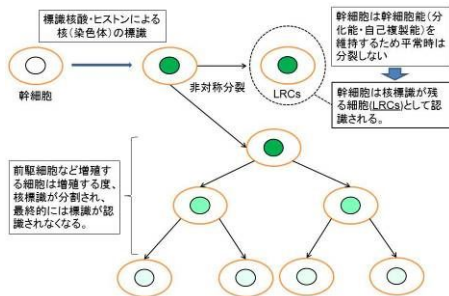 標識核酸・ヒストンによる
核(染色体)の標識
幹細胞は幹細胞能(分
化能・自己複製能)を
維持するため平常時は
分裂しない
幹細胞
非対称分裂
LRCs
幹細胞は核標識が残
る細胞(LRCs)として認
識される。
前駆細胞など増殖す
る細胞は増殖する度、
核標識が分割され、
最終的には標識が認
識されなくなる。